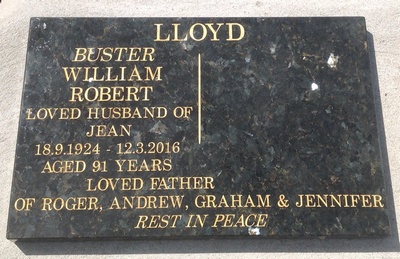 LLOYD
BUSTER
WILLIAM
ROBERT
LOVED HUSBAND OF
JEAN
18.9.1924 - 12.3.2016
AGED 91 YEARS
LOVED FATHER
OF ROGER, ANDREW, GRAHAM & JENNIFER
REST IN PEACE